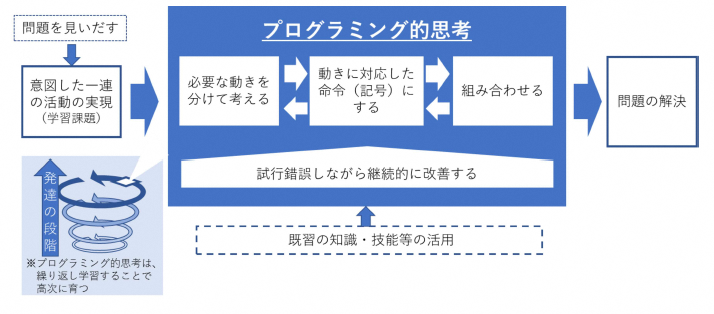 問題を見いだす
意図した一連
の活動の実現
（学習課題）
プログラミング的思考
必要な動きを
分けて考える
動きに対応した
命令（記号）に
する
組み合わせる
問題の解決
試行錯誤しながら継続的に改善する
既習の知識・技能等の活用
発達の段階
※プログラミング的思考は、
繰り返し学習することで
高次に育つ